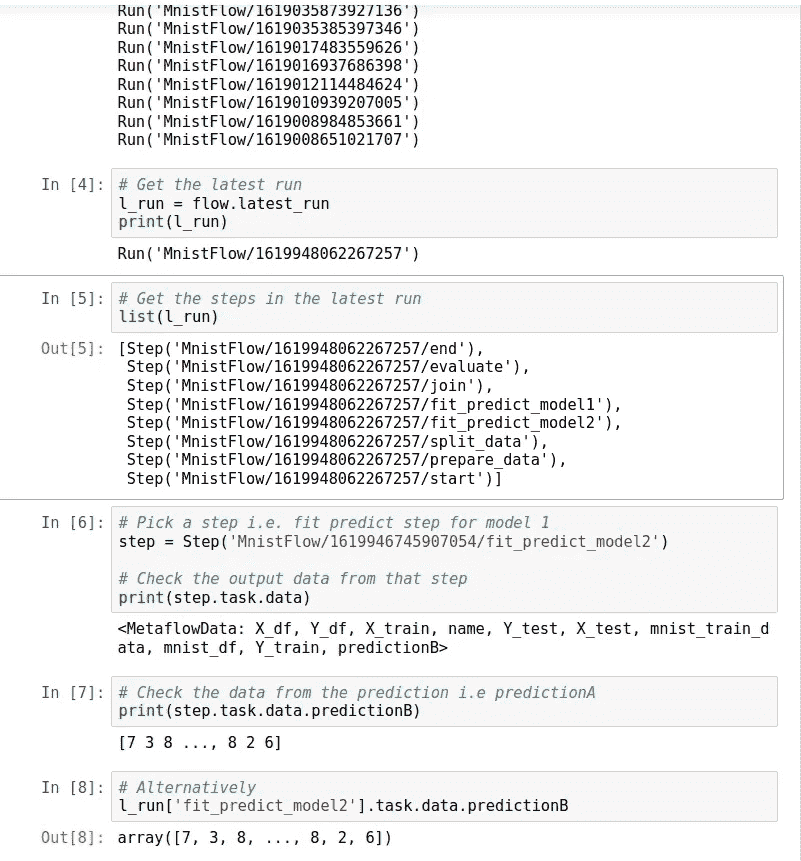 Run('MnistFlow/1619035873927136')
Run('MnistFlow/1619035385397346')
Run('MnistFlow/1619017483559626')
Run('MnistFlow/1619016937686398')
Run('MnistFlow/1619012114484624')
Run('MnistFlow/1619010939207005')
Run('MnistFlow/1619008984853661')
Run('MnistFlow/1619008651021707')
In [4]: # Get the latest run
l_run = flow.latest_run
print(l_run)
Run('MnistFlow/1619948062267257')
In [5]: # Get the steps in the latest run
list(l_run)
Out[5]: [Step('MnistFlow/1619948062267257/end'),
Step('MnistFlow/1619948062267257/evaluate'),
Step('MnistFlow/1619948062267257/join'),
Step('MnistFlow/1619948062267257/fit_predict_model1'),
Step('MnistFlow/1619948062267257/fit_predict_model2'),
Step('MnistFlow/1619948062267257/split_data'),
Step('MnistFlow/1619948062267257/prepare_data'),
Step('MnistFlow/1619948062267257/start')]
In [6]: # Pick a step i.e. fit predict step for model 1
step = Step('MnistFlow/1619946745907054/fit_predict_model2')
# Check the output data from that step
print(step.task.data)
<MetaflowData: X_df, Y_df, X_train, name, Y_test, X_test, mnist_train_d
ata, mnist_df, Y_train, predictionB>
In [7]: # Check the data from the prediction i.e predictionA
print(step.task.data.predictionB)
[7 3 8 ..., 8 2 6]
In [8]: # Alternatively
l_run['fit_predict_model2'].task.data.predictionB
Out[8]: array([7, 3, 8, ..., 8, 2, 6])